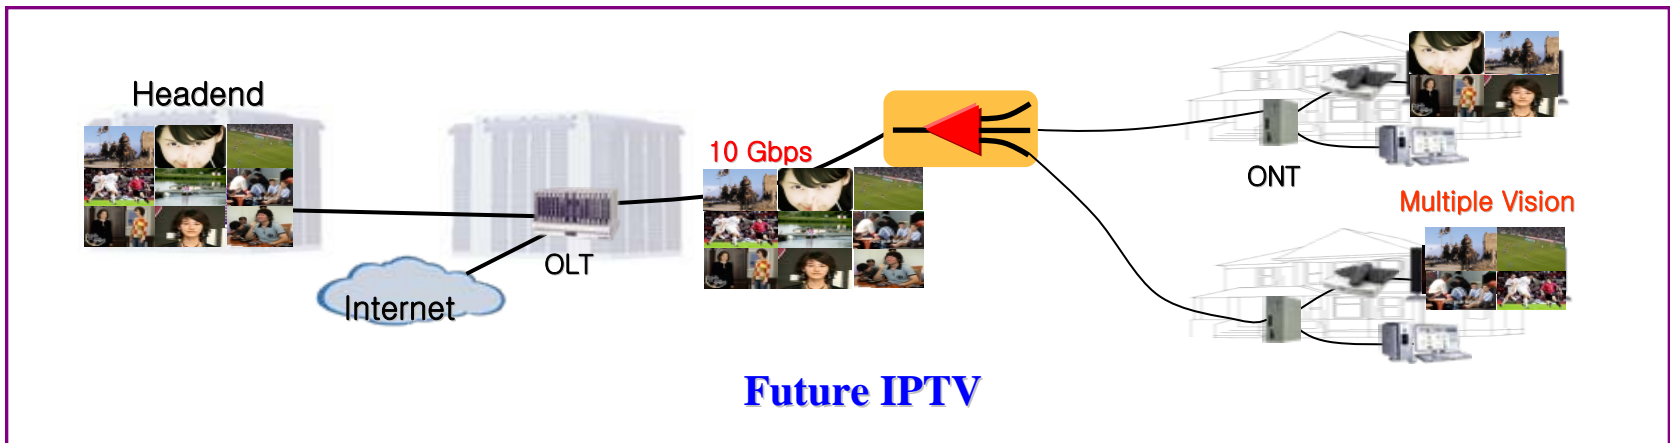 Headend
10 Gbps
ONT
Multiple Vision
OLT
Internet
Future IPTV